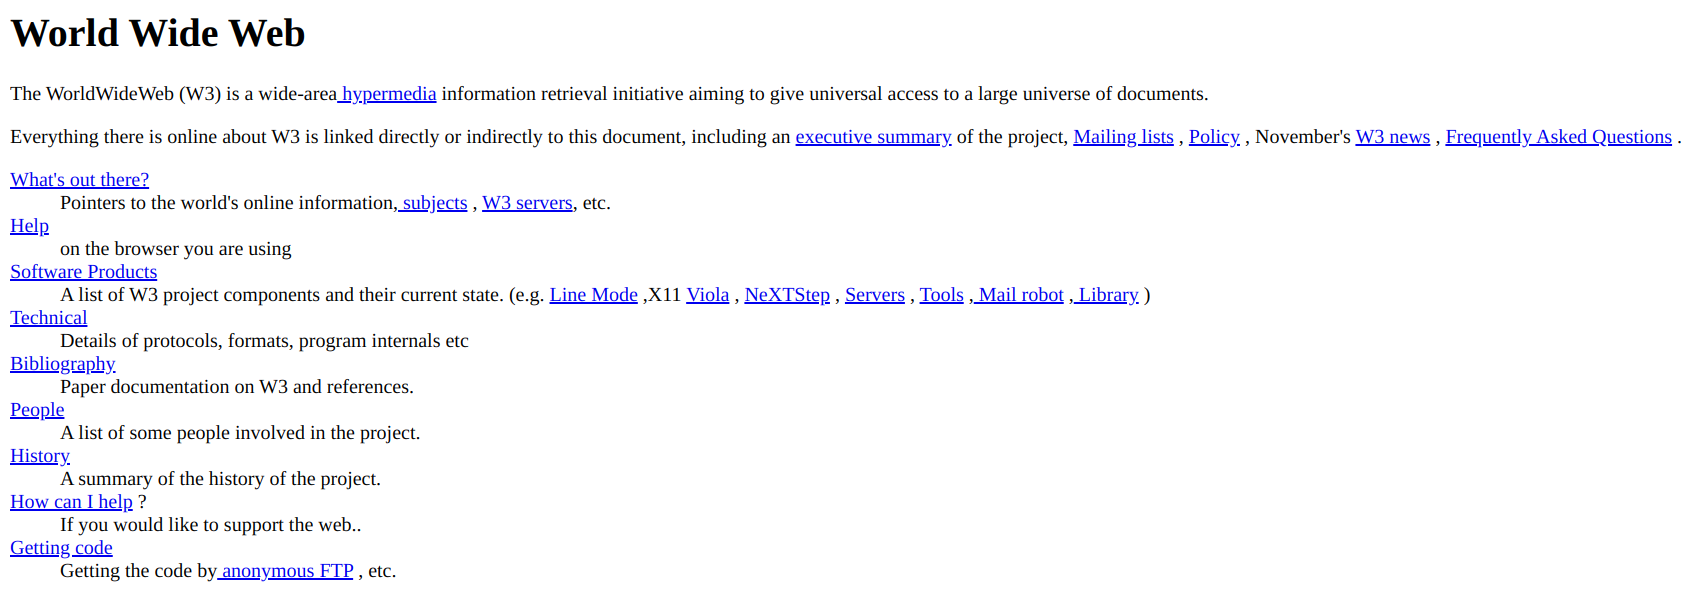 World Wide Web
The WorldWideWeb (W3) is a wide-area hypermedia information retrieval initiative aiming to give universal access to a large universe of documents.
Everything there is online about W3 is linked directly or indirectly to this document, including an executive summary of the project, Mailing lists , Policy , November's W3 news , Frequently Asked Questions .
What's out there?
Pointers to the world's online information, subjects , W3 servers, etc.
Help
on the browser you are using
Software Products
A list of W3 project components and their current state. (e.g. Line Mode ,X11 Viola , NeXTStep , Servers , Tools , Mail robot , Library )
Technical
Details of protocols, formats, program internals etc
Bibliography
Paper documentation on W3 and references.
People
A list of some people involved in the project.
History
A summary of the history of the project.
How can I help ?
If you would like to support the web..
Getting code
Getting the code by anonymous FTP , etc.